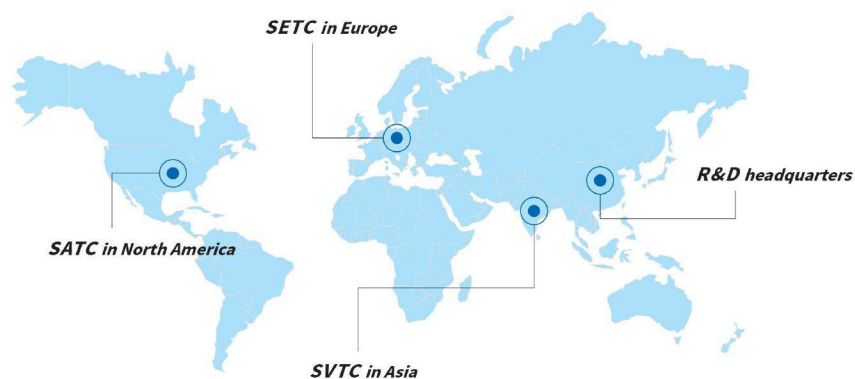 SETC in Europe
R&D headquarters
SATC in North America
SVTC in Asia